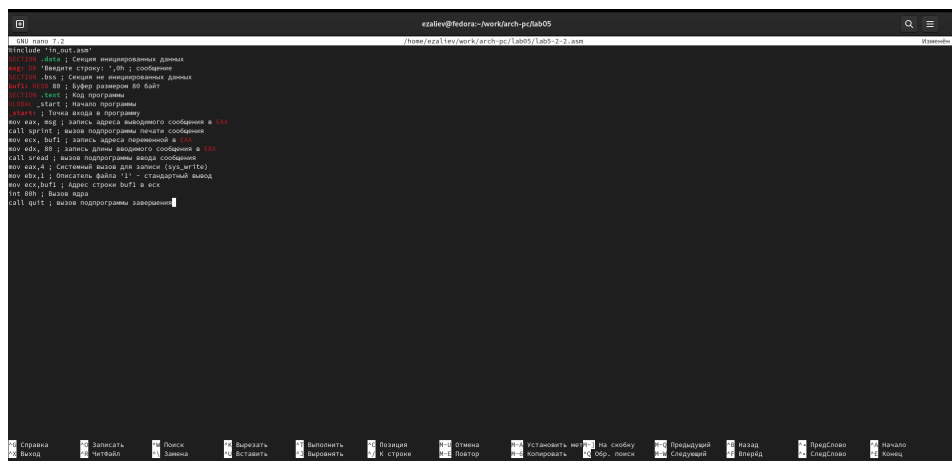 ezaliev@fedora:~/work/arch-pc/lab05
GNU nano 7.2 /home/ezaliev/work/arch-pc/lab05/lab5-2-2.asm Изменён
%include 'in_out.asm'
SECTION .data ; Секция инициированных данных
msg: DB 'Введите строку: ',0h ; сообщение
SECTION .bss ; Секция не инициированных данных
buf1: RESB 80 ; Буфер размером 80 байт
SECTION .text ; Код программы
GLOBAL _start ; Начало программы
_start: ; Точка входа в программу
mov eax, msg ; запись адреса выводимого сообщения в EAX
call sprint ; вызов подпрограммы печати сообщения
mov ecx, buf1 ; запись адреса переменной в EAX
mov edx, 80 ; запись длины вводимого сообщения в EBX
call sread ; вызов подпрограммы ввода сообщения
mov eax,4 ; Системный вызов для записи (sys_write)
mov ebx,1 ; Описатель файла '1' - стандартный вывод
mov ecx,buf1 ; Адрес строки buf1 в ecx
int 80h ; Вызов ядра
call quit ; вызов подпрограммы завершения
^G Справка ^O Записать ^W Поиск ^K Вырезать ^T Выполнить ^C Позиция M-U Отмена M-A Установить мет M-] На скобку M-Q Предыдущий ^B Назад ^◂ ПредСлово ^A Начало
^X Выход ^R ЧитФайл ^\ Замена ^U Вставить ^J Выровнять ^/ К строке M-E Повтор M-6 Копировать ^Q Обр. поиск M-W Следующий ^F Вперёд ^▸ СледСлово ^E Конец